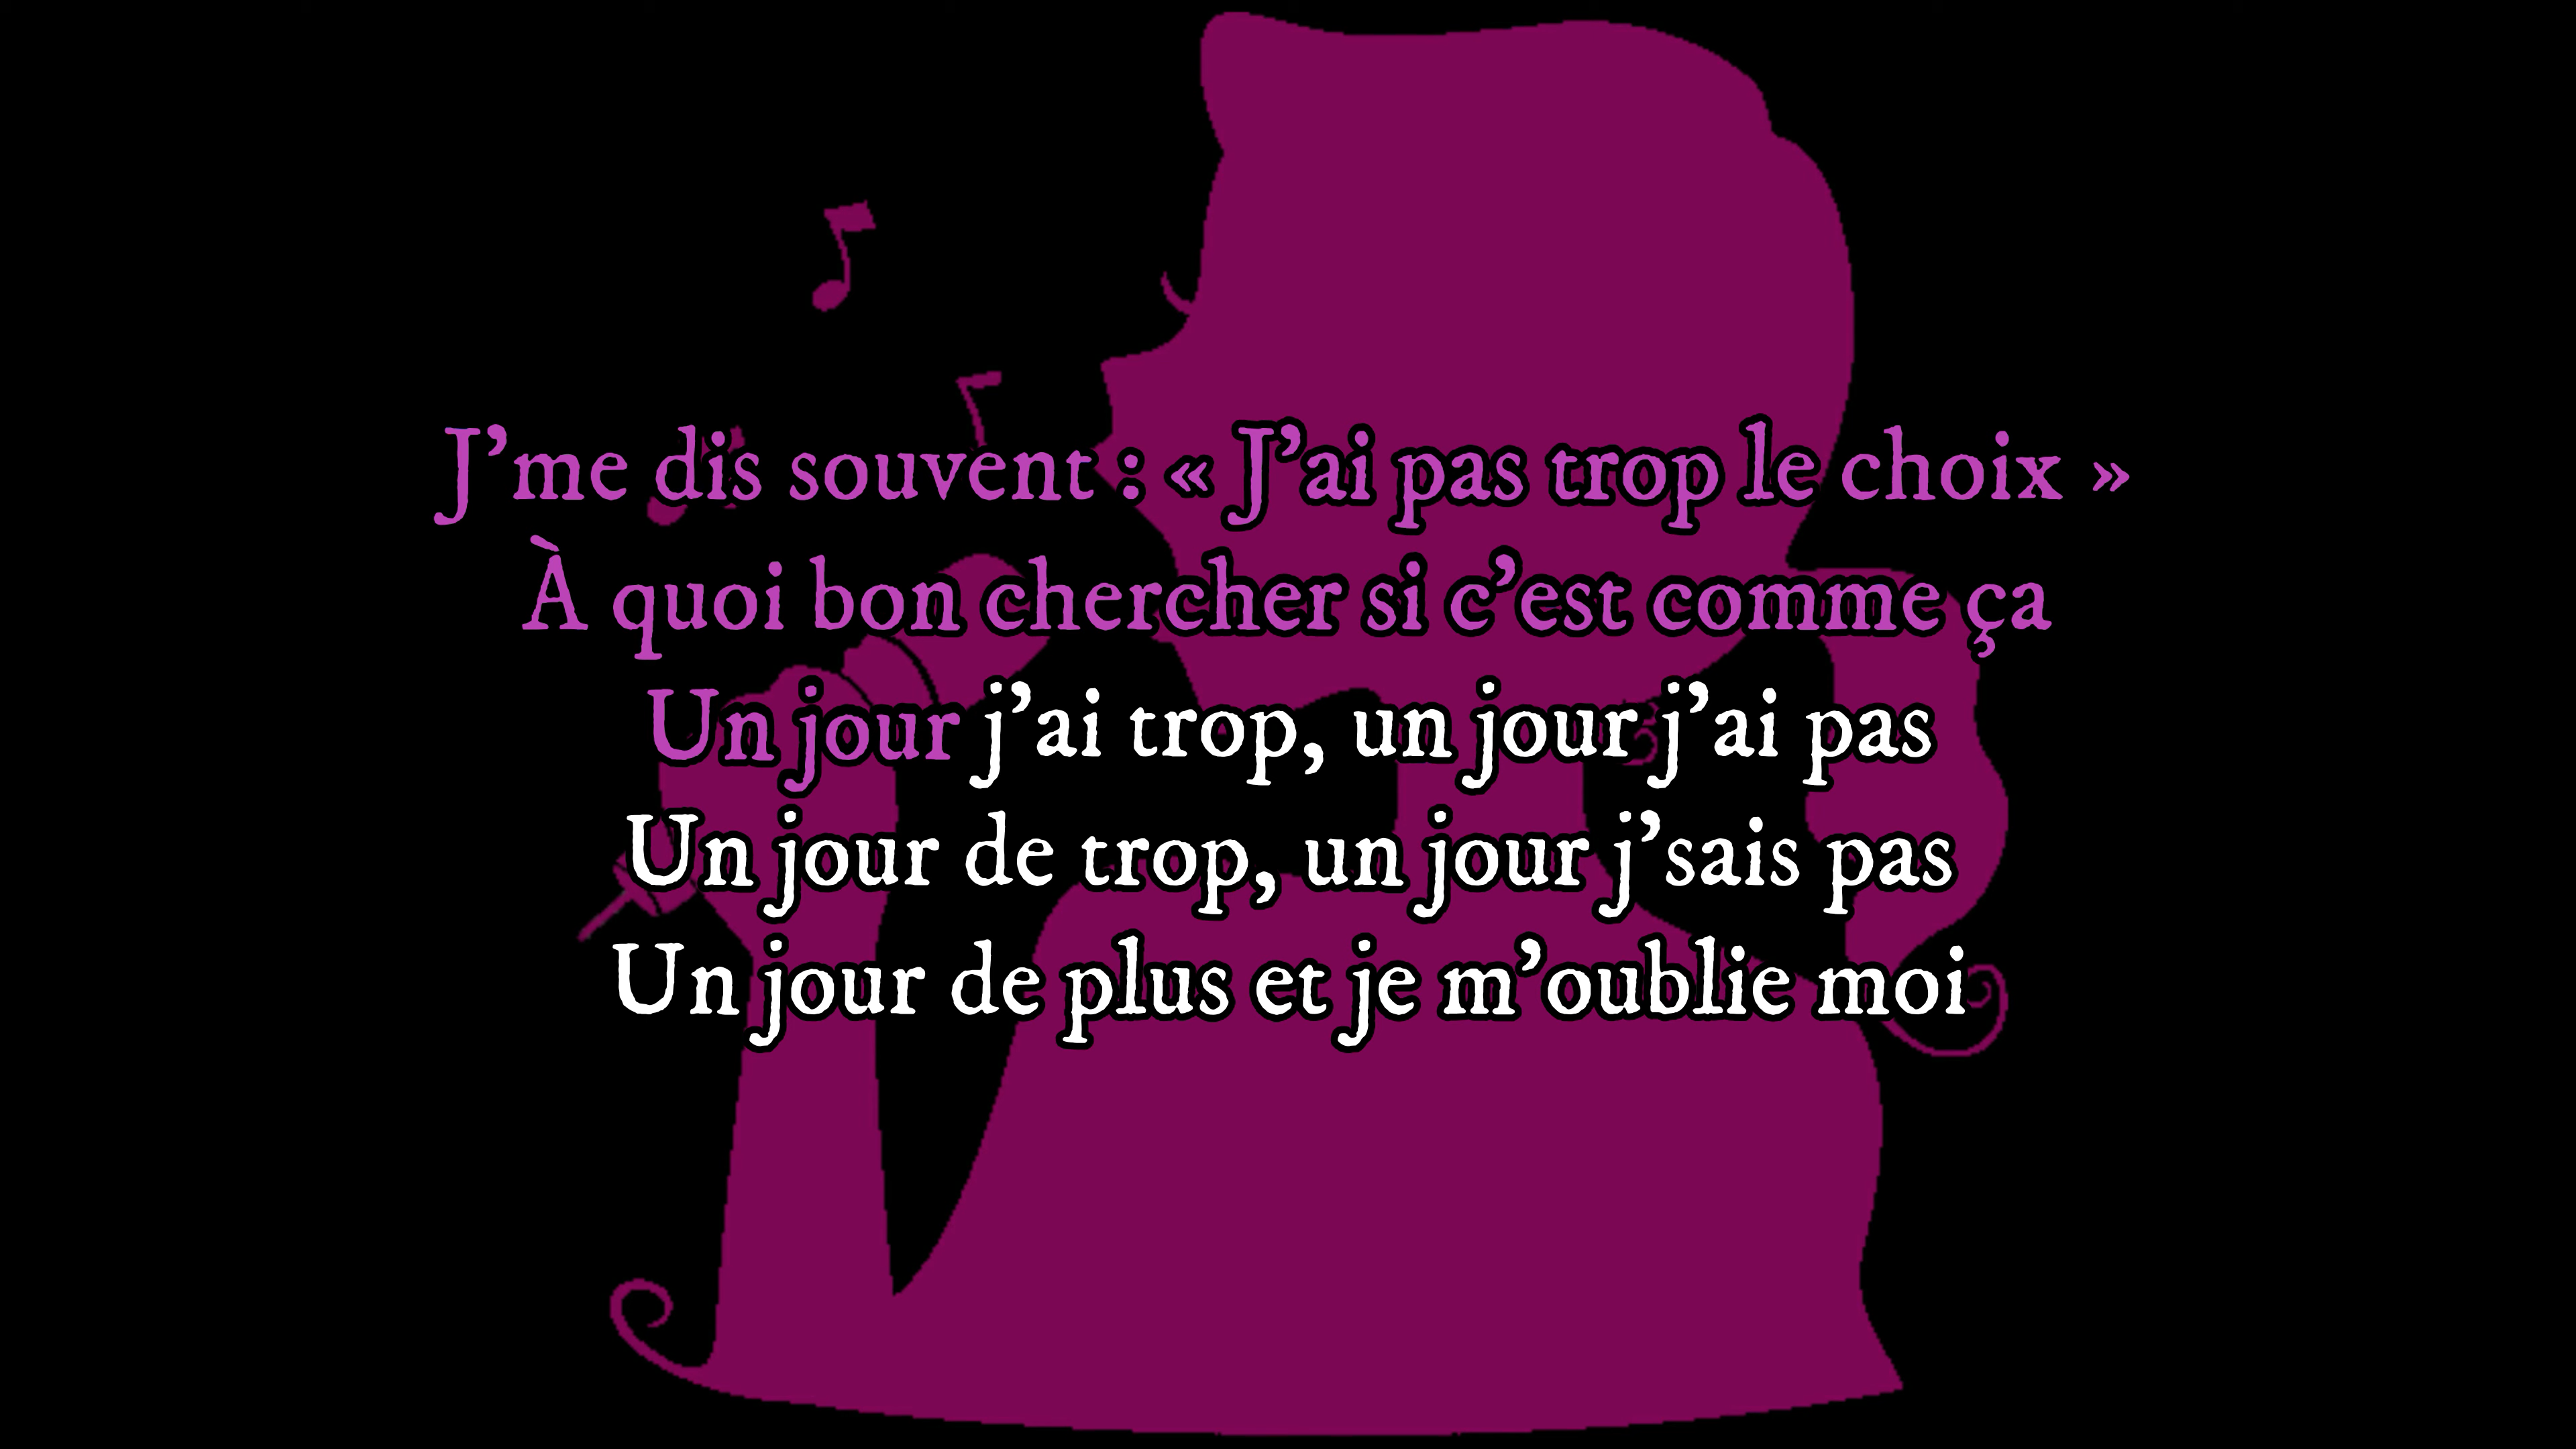 J’me dis souvent : « J’ai pas trop le choix »
À quoi bon chercher si c’est comme ça
Un jour j’ai trop, un jour j’ai pas
Un jour de trop, un jour j’sais pas
Un jour de plus et je m’oublie moi